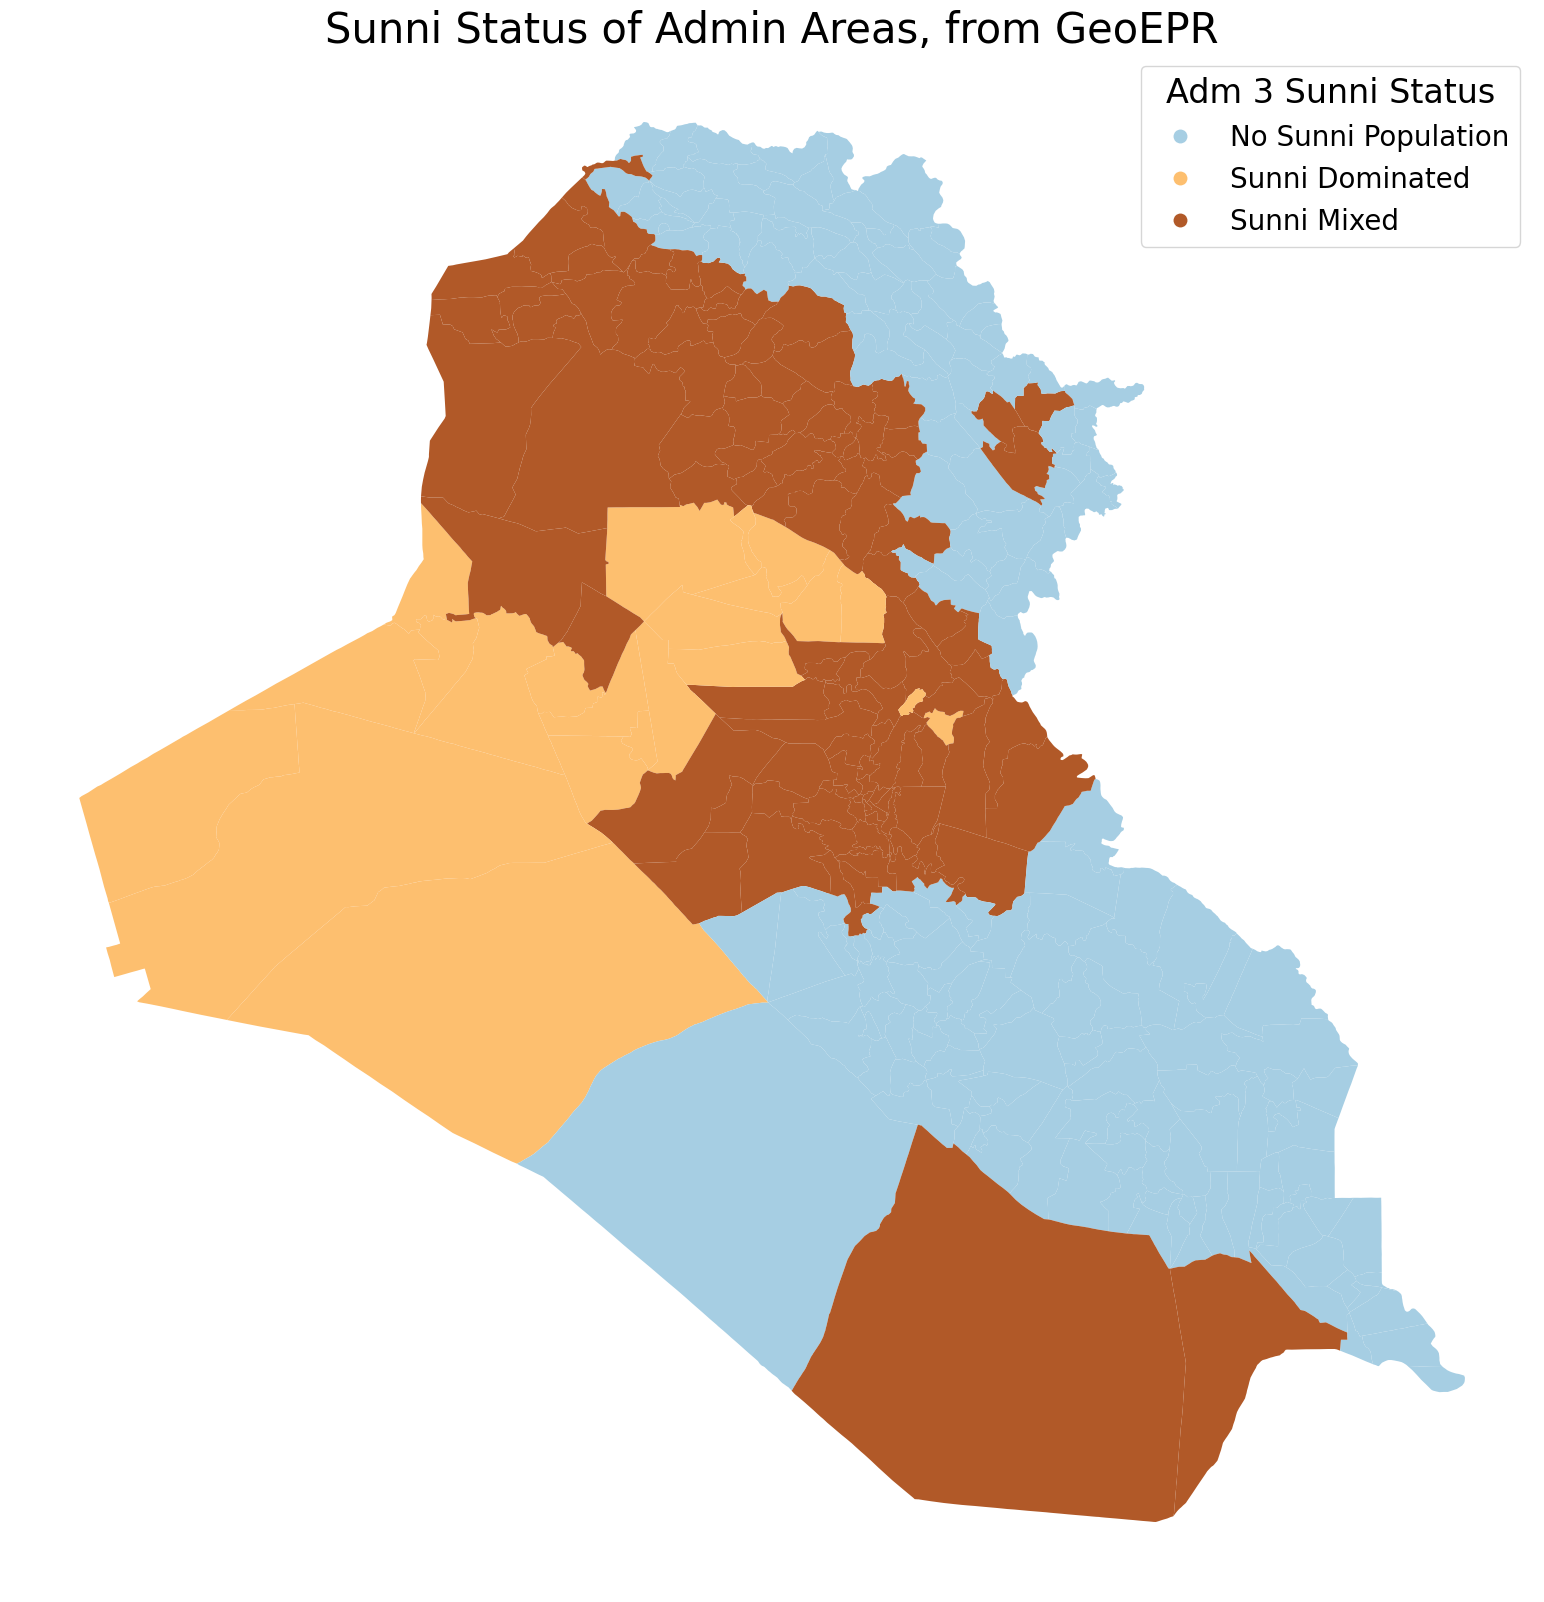 Sunni Status of Admin Areas, from GeoEPR
Adm 3 Sunni Status
No Sunni Population
Sunni Dominated
Sunni Mixed